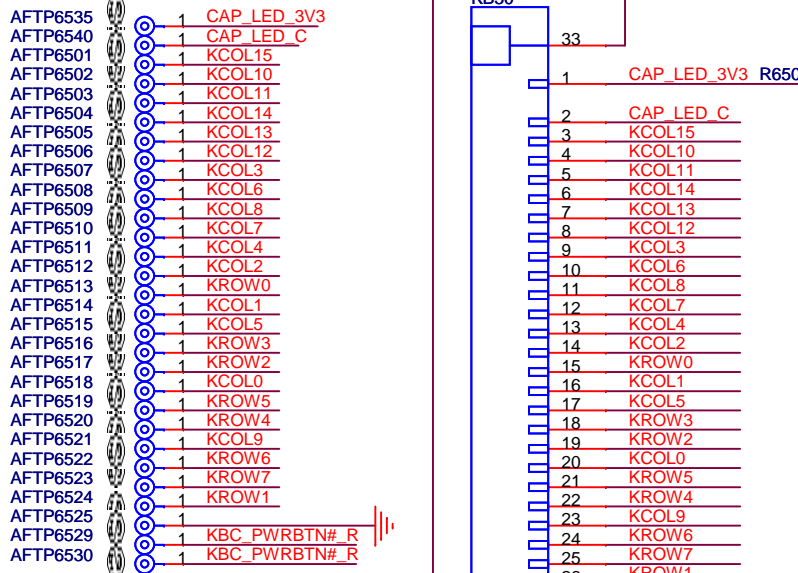 AFTP6535 1 CAP_LED_3V3
AFTP6540 1 CAP_LED_C
AFTP6501 1 KCOL15
AFTP6502 1 KCOL10
AFTP6503 1 KCOL11
AFTP6504 1 KCOL14
AFTP6505 1 KCOL13
AFTP6506 1 KCOL12
AFTP6507 1 KCOL3
AFTP6508 1 KCOL6
AFTP6509 1 KCOL8
AFTP6510 1 KCOL7
AFTP6511 1 KCOL4
AFTP6512 1 KCOL2
AFTP6513 1 KROW0
AFTP6514 1 KCOL1
AFTP6515 1 KCOL5
AFTP6516 1 KROW3
AFTP6517 1 KROW2
AFTP6518 1 KCOL0
AFTP6519 1 KROW5
AFTP6520 1 KROW4
AFTP6521 1 KCOL9
AFTP6522 1 KROW6
AFTP6523 1 KROW7
AFTP6524 1 KROW1
AFTP6525 1
AFTP6529 1 KBC_PWRBTN#_R
AFTP6530 1 KBC_PWRBTN#_R
33
1 CAP_LED_3V3 R650
2 CAP_LED_C
3 KCOL15
4 KCOL10
5 KCOL11
6 KCOL14
7 KCOL13
8 KCOL12
9 KCOL3
10 KCOL6
11 KCOL8
12 KCOL7
13 KCOL4
14 KCOL2
15 KROW0
16 KCOL1
17 KCOL5
18 KROW3
19 KROW2
20 KCOL0
21 KROW5
22 KROW4
23 KCOL9
24 KROW6
25 KROW7
KROW1